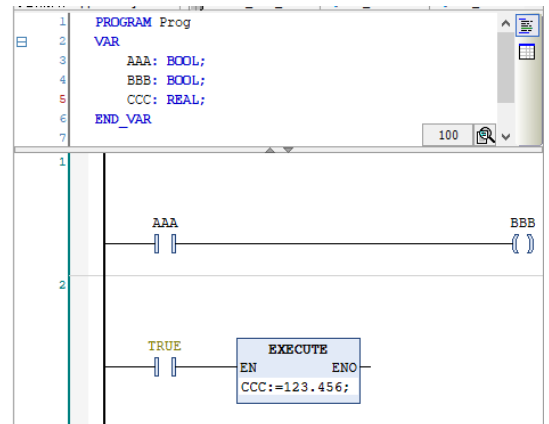 1 PROGRAM Prog
2 VAR
3 AAA: BOOL;
4 BBB: BOOL;
5 CCC: REAL;
6 END_VAR
7
100
1
AAA BBB
2
TRUE
EXECUTE
EN ENO
CCC:=123.456;